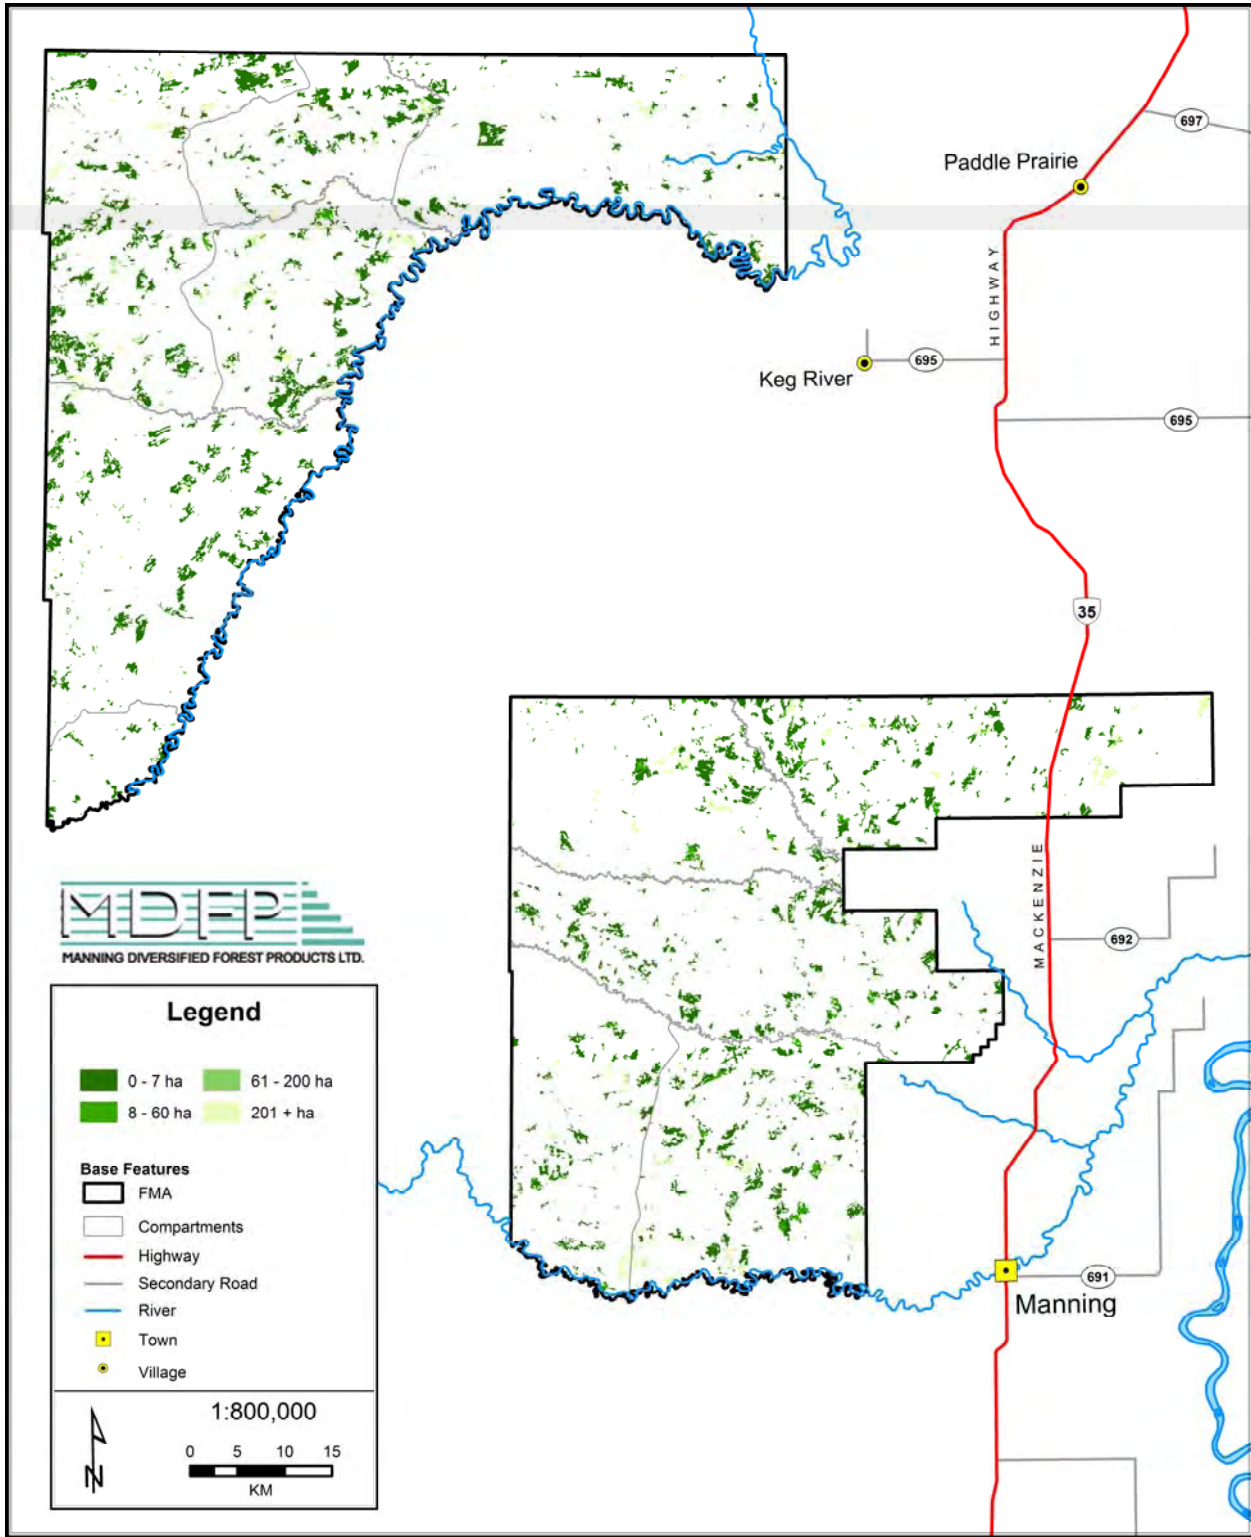 697
Paddle Prairie
HIGHWAY
695
Keg River
695
35
MDFP
MANNING DIVERSIFIED FOREST PRODUCTS LTD.
MACKENZIE
692
Legend
0 - 7 ha
61 - 200 ha
8 - 60 ha
201 + ha
Base Features
FMA
Compartments
Highway
Secondary Road
River
Town
Village
691
Manning
1:800,000
N
0 5 10 15
KM